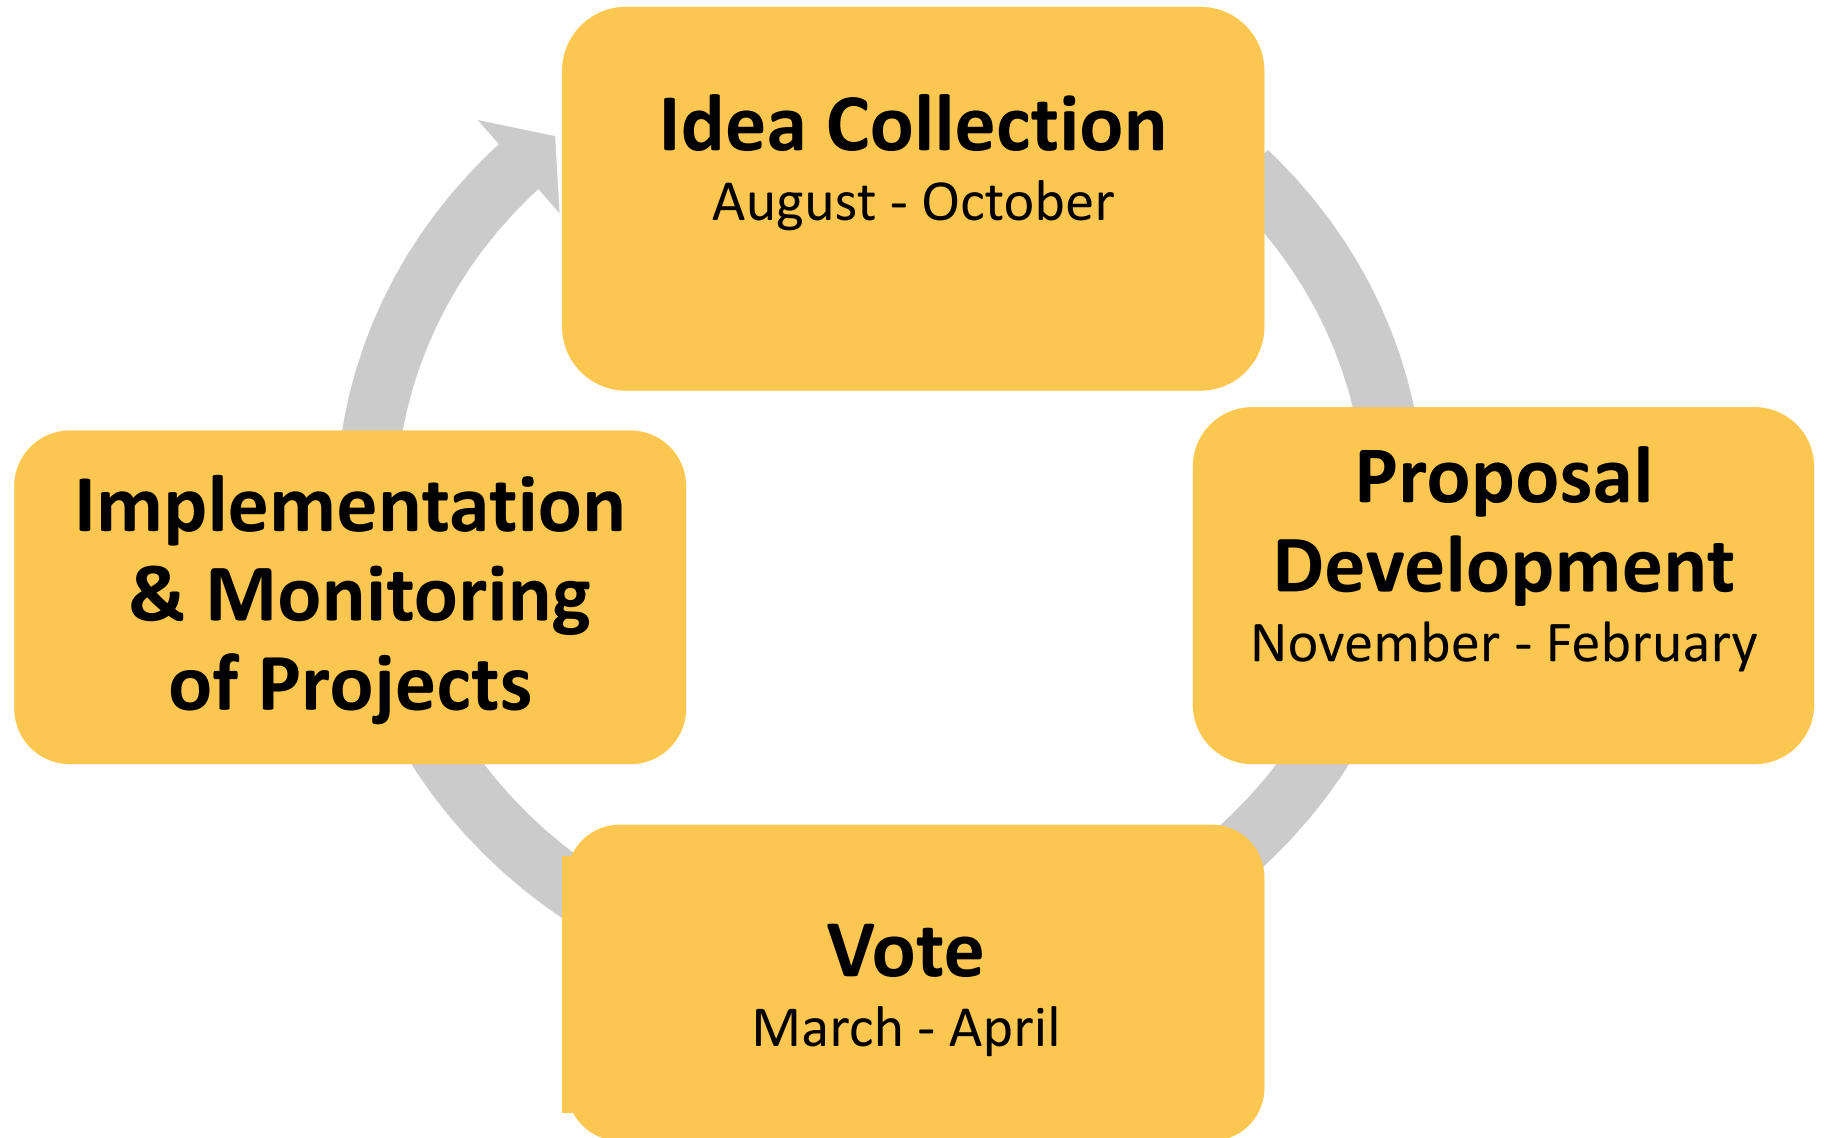 Idea Collection
August - October
Proposal
Development
November - February
Vote
March - April
Implementation
& Monitoring
of Projects